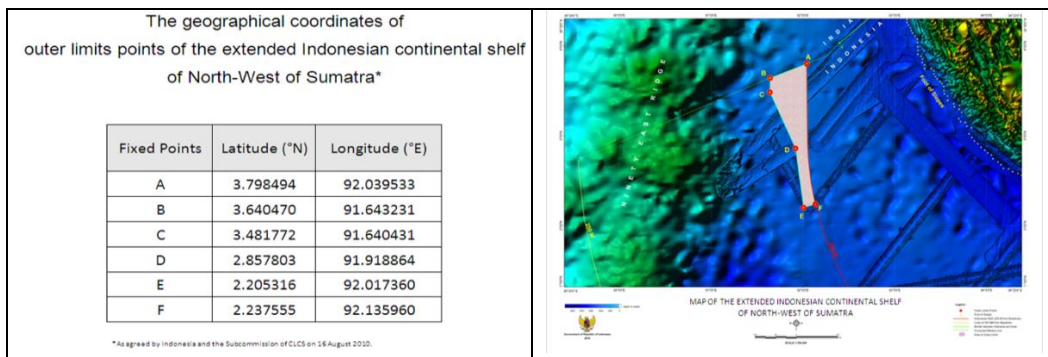 The geographical coordinates of
outer limits points of the extended Indonesian continental shelf
of North-West of Sumatra*
Fixed Points Latitude (°N) Longitude (°E)
A 3.798494 92.039533
B 3.640470 91.643231
C 3.481772 91.640431
D 2.857803 91.918864
E 2.205316 92.017360
F 2.237555 92.135960
*As agreed by Indonesia and the Subcommission of CLCS on 16 August 2010.
INDIA
INDONESIA
A
B
C
D
E
F
NINETY EAST RIDGE
Foot of Slopes
MAP OF THE EXTENDED INDONESIAN CONTINENTAL SHELF
OF NORTH-WEST OF SUMATRA